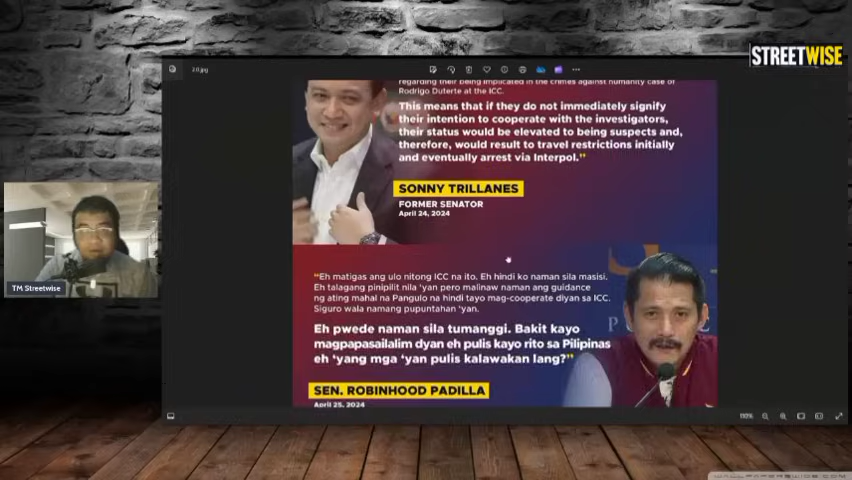 STREETWISE
2.0.jpg
regarding their being implicated in the crimes against humanity case of
Rodrigo Duterte at the ICC.
This means that if they do not immediately signify
their intention to cooperate with the investigators,
their status would be elevated to being suspects and,
therefore, would result to travel restrictions initially
and eventually arrest via Interpol."
SONNY TRILLANES
FORMER SENATOR
April 24, 2024
TM Streetwise
"Eh matigas ang ulo nitong ICC na ito. Eh hindi ko naman sila masisi.
Eh talagang pinipilit nila 'yan pero malinaw naman ang guidance
ng ating mahal na Pangulo na hindi tayo mag-cooperate diyan sa ICC.
Siguro walang pupuntahan 'yan.
Eh pwede naman sila tumanggi. Bakit kayo
magpapasailalim dyan eh pulis kayo rito sa Pilipinas
eh 'yang mga 'yan pulis kalawakan lang?"
SEN. ROBINHOOD PADILLA
April 25, 2024